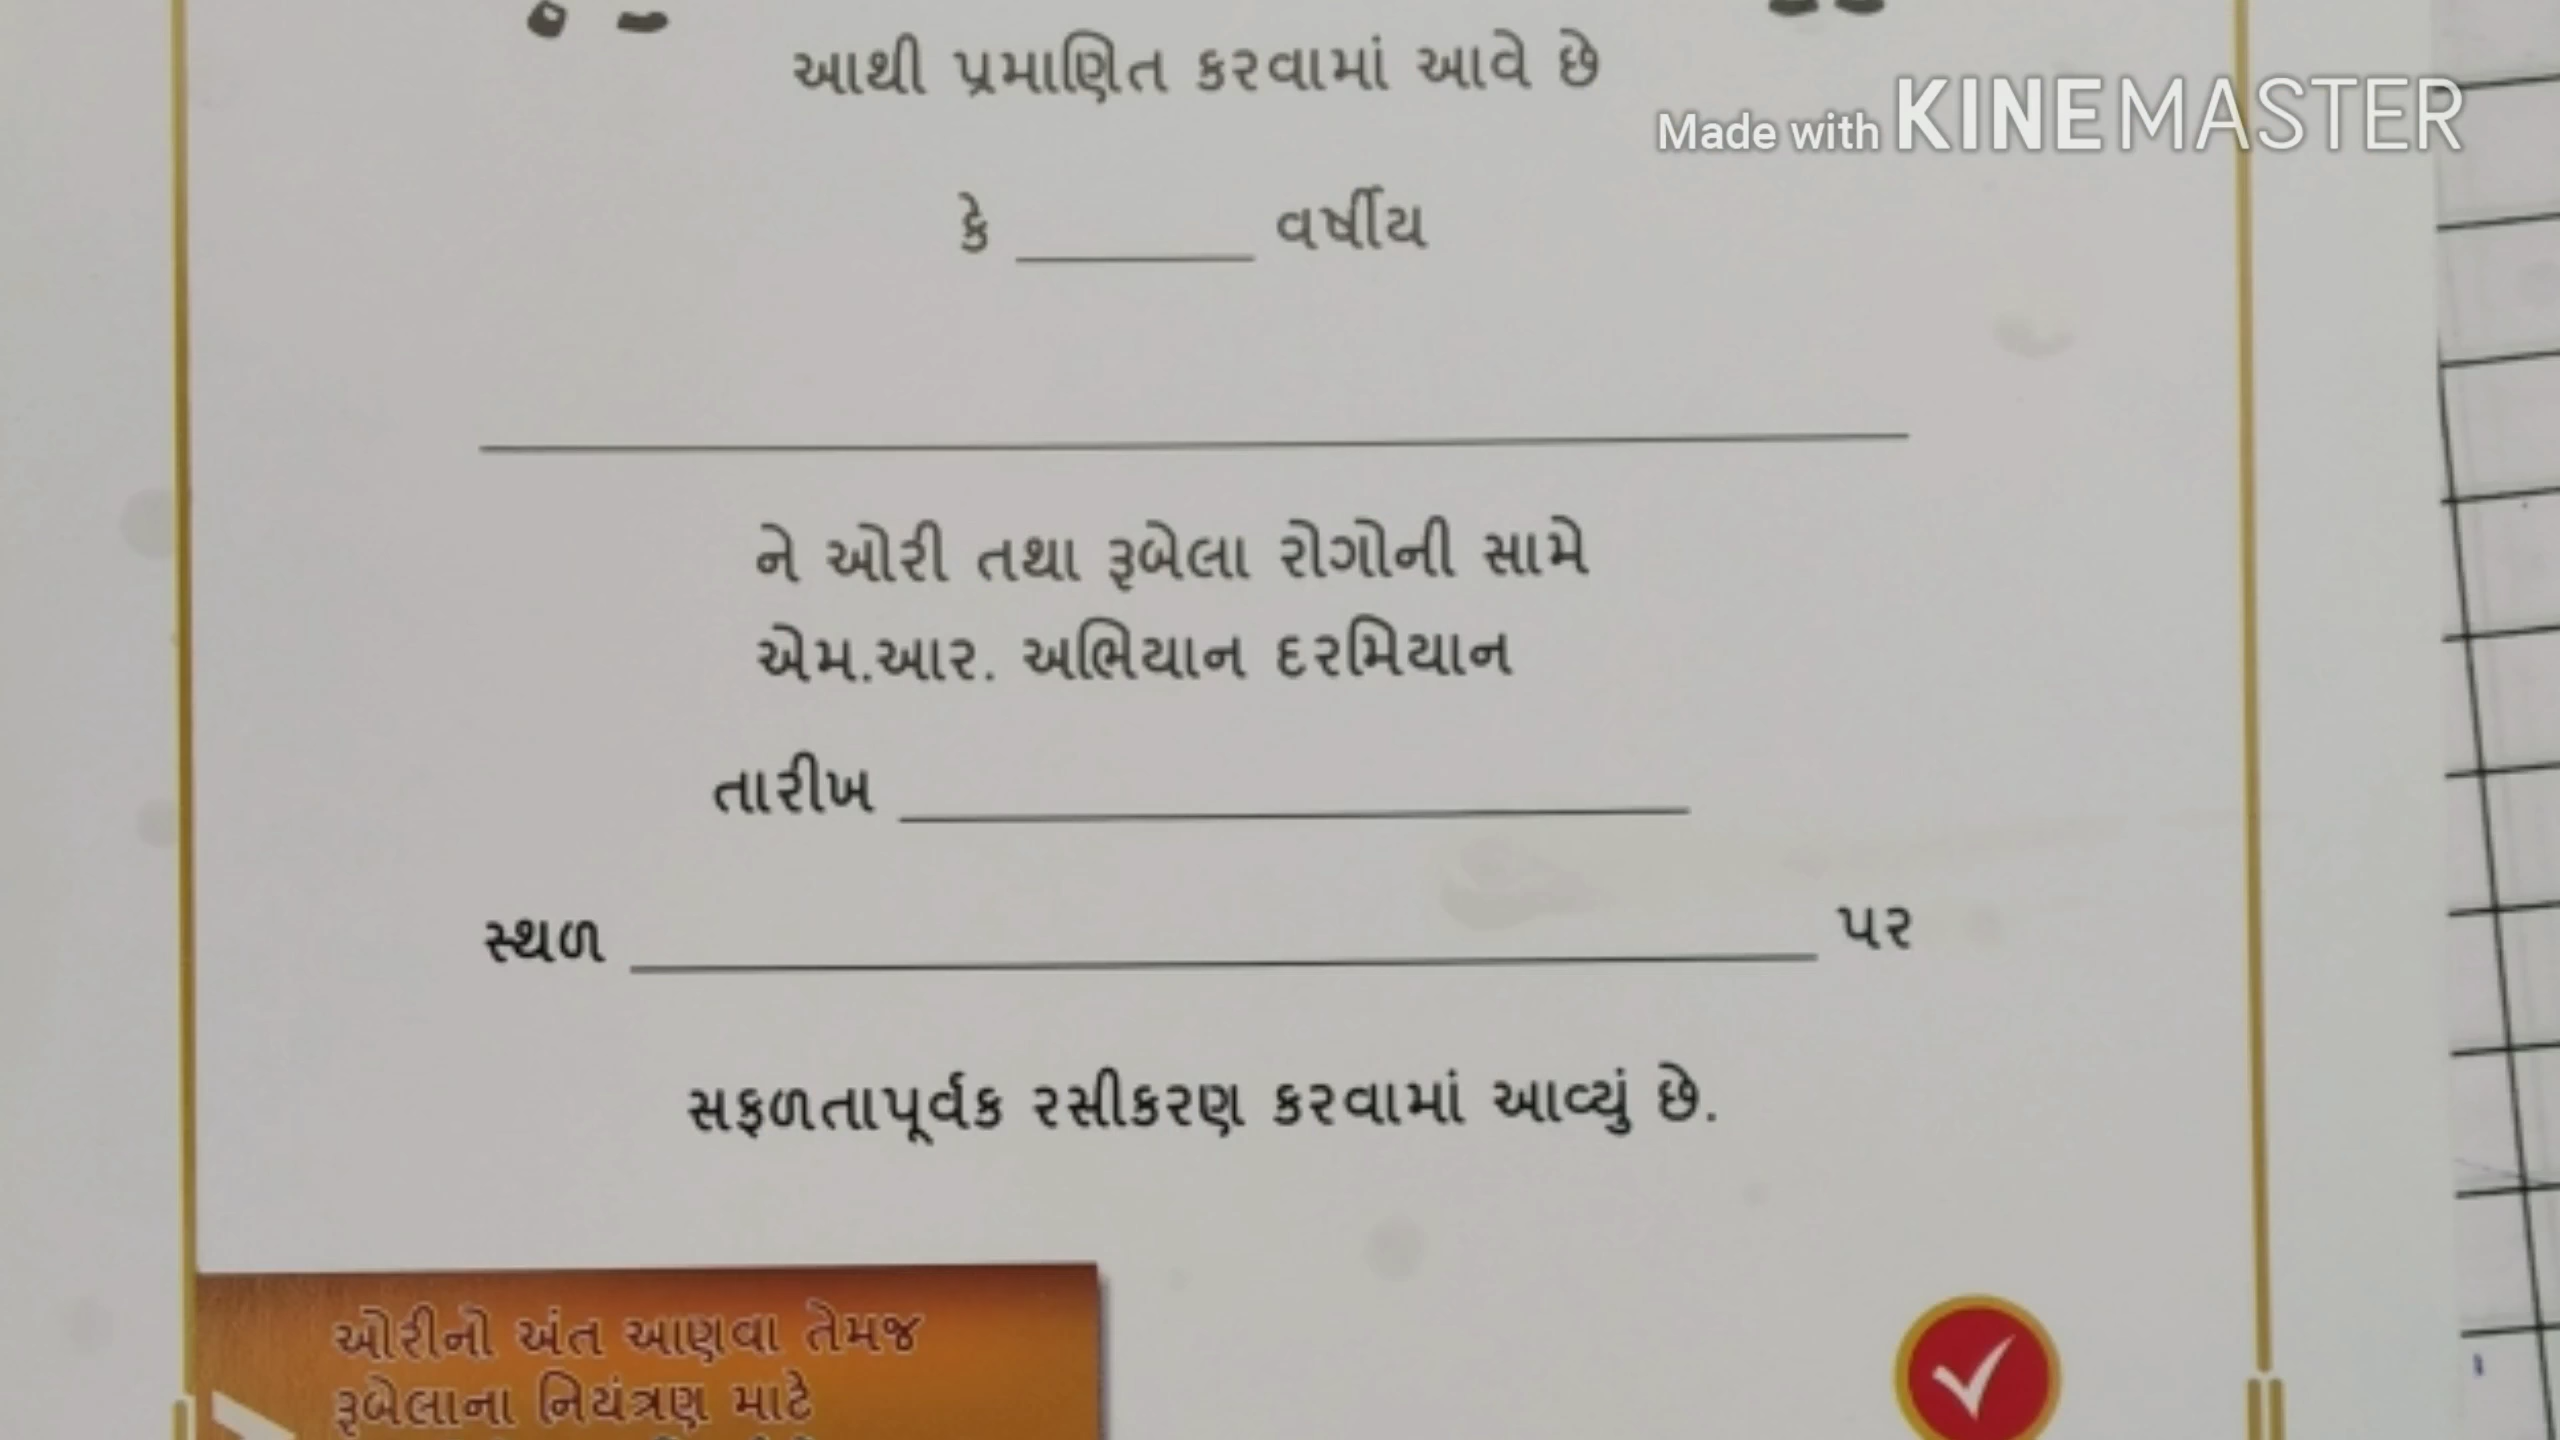 આથી પ્રમાણિત કરવામાં આવે છે
Made with KINEMASTER
કે ______ વર્ષીય
ને ઓરી તથા રૂબેલા રોગોની સામે
એમ.આર. અભિયાન દરમિયાન
તારીખ
સ્થળ ______ પર
સફળતાપૂર્વક રસીકરણ કરવામાં આવ્યું છે.
ઓરીનો અંત આણવા તેમજ
રૂબેલાના નિયંત્રણ માટે